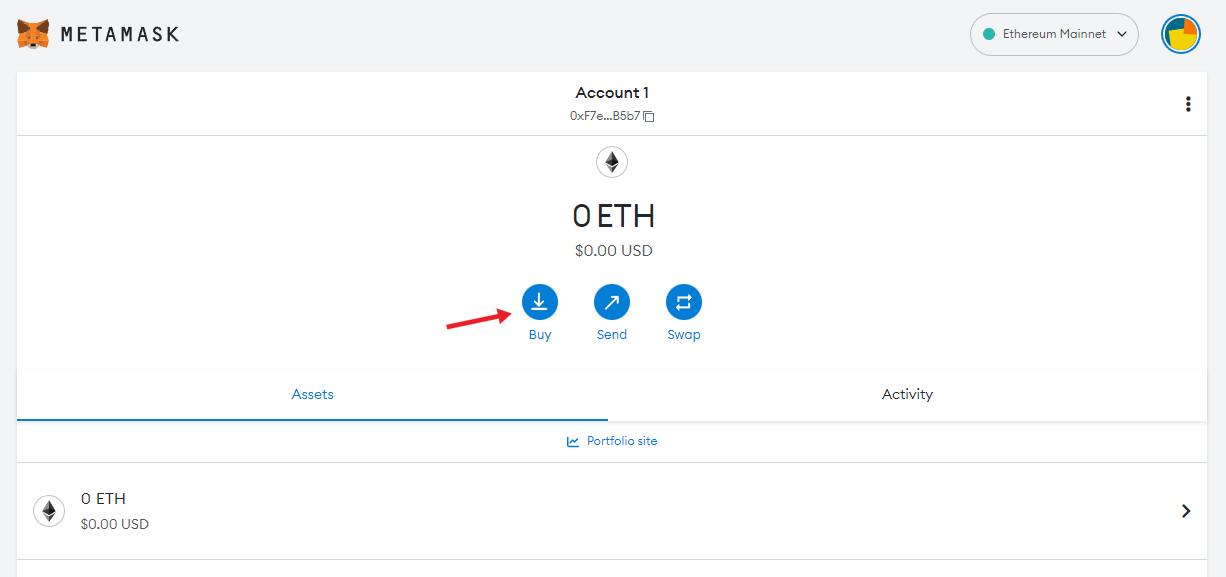 METAMASK
Ethereum Mainnet
Account 1
0xF7e...B5b7
0 ETH
$0.00 USD
Buy Send Swap
Assets Activity
Portfolio site
0 ETH
$0.00 USD